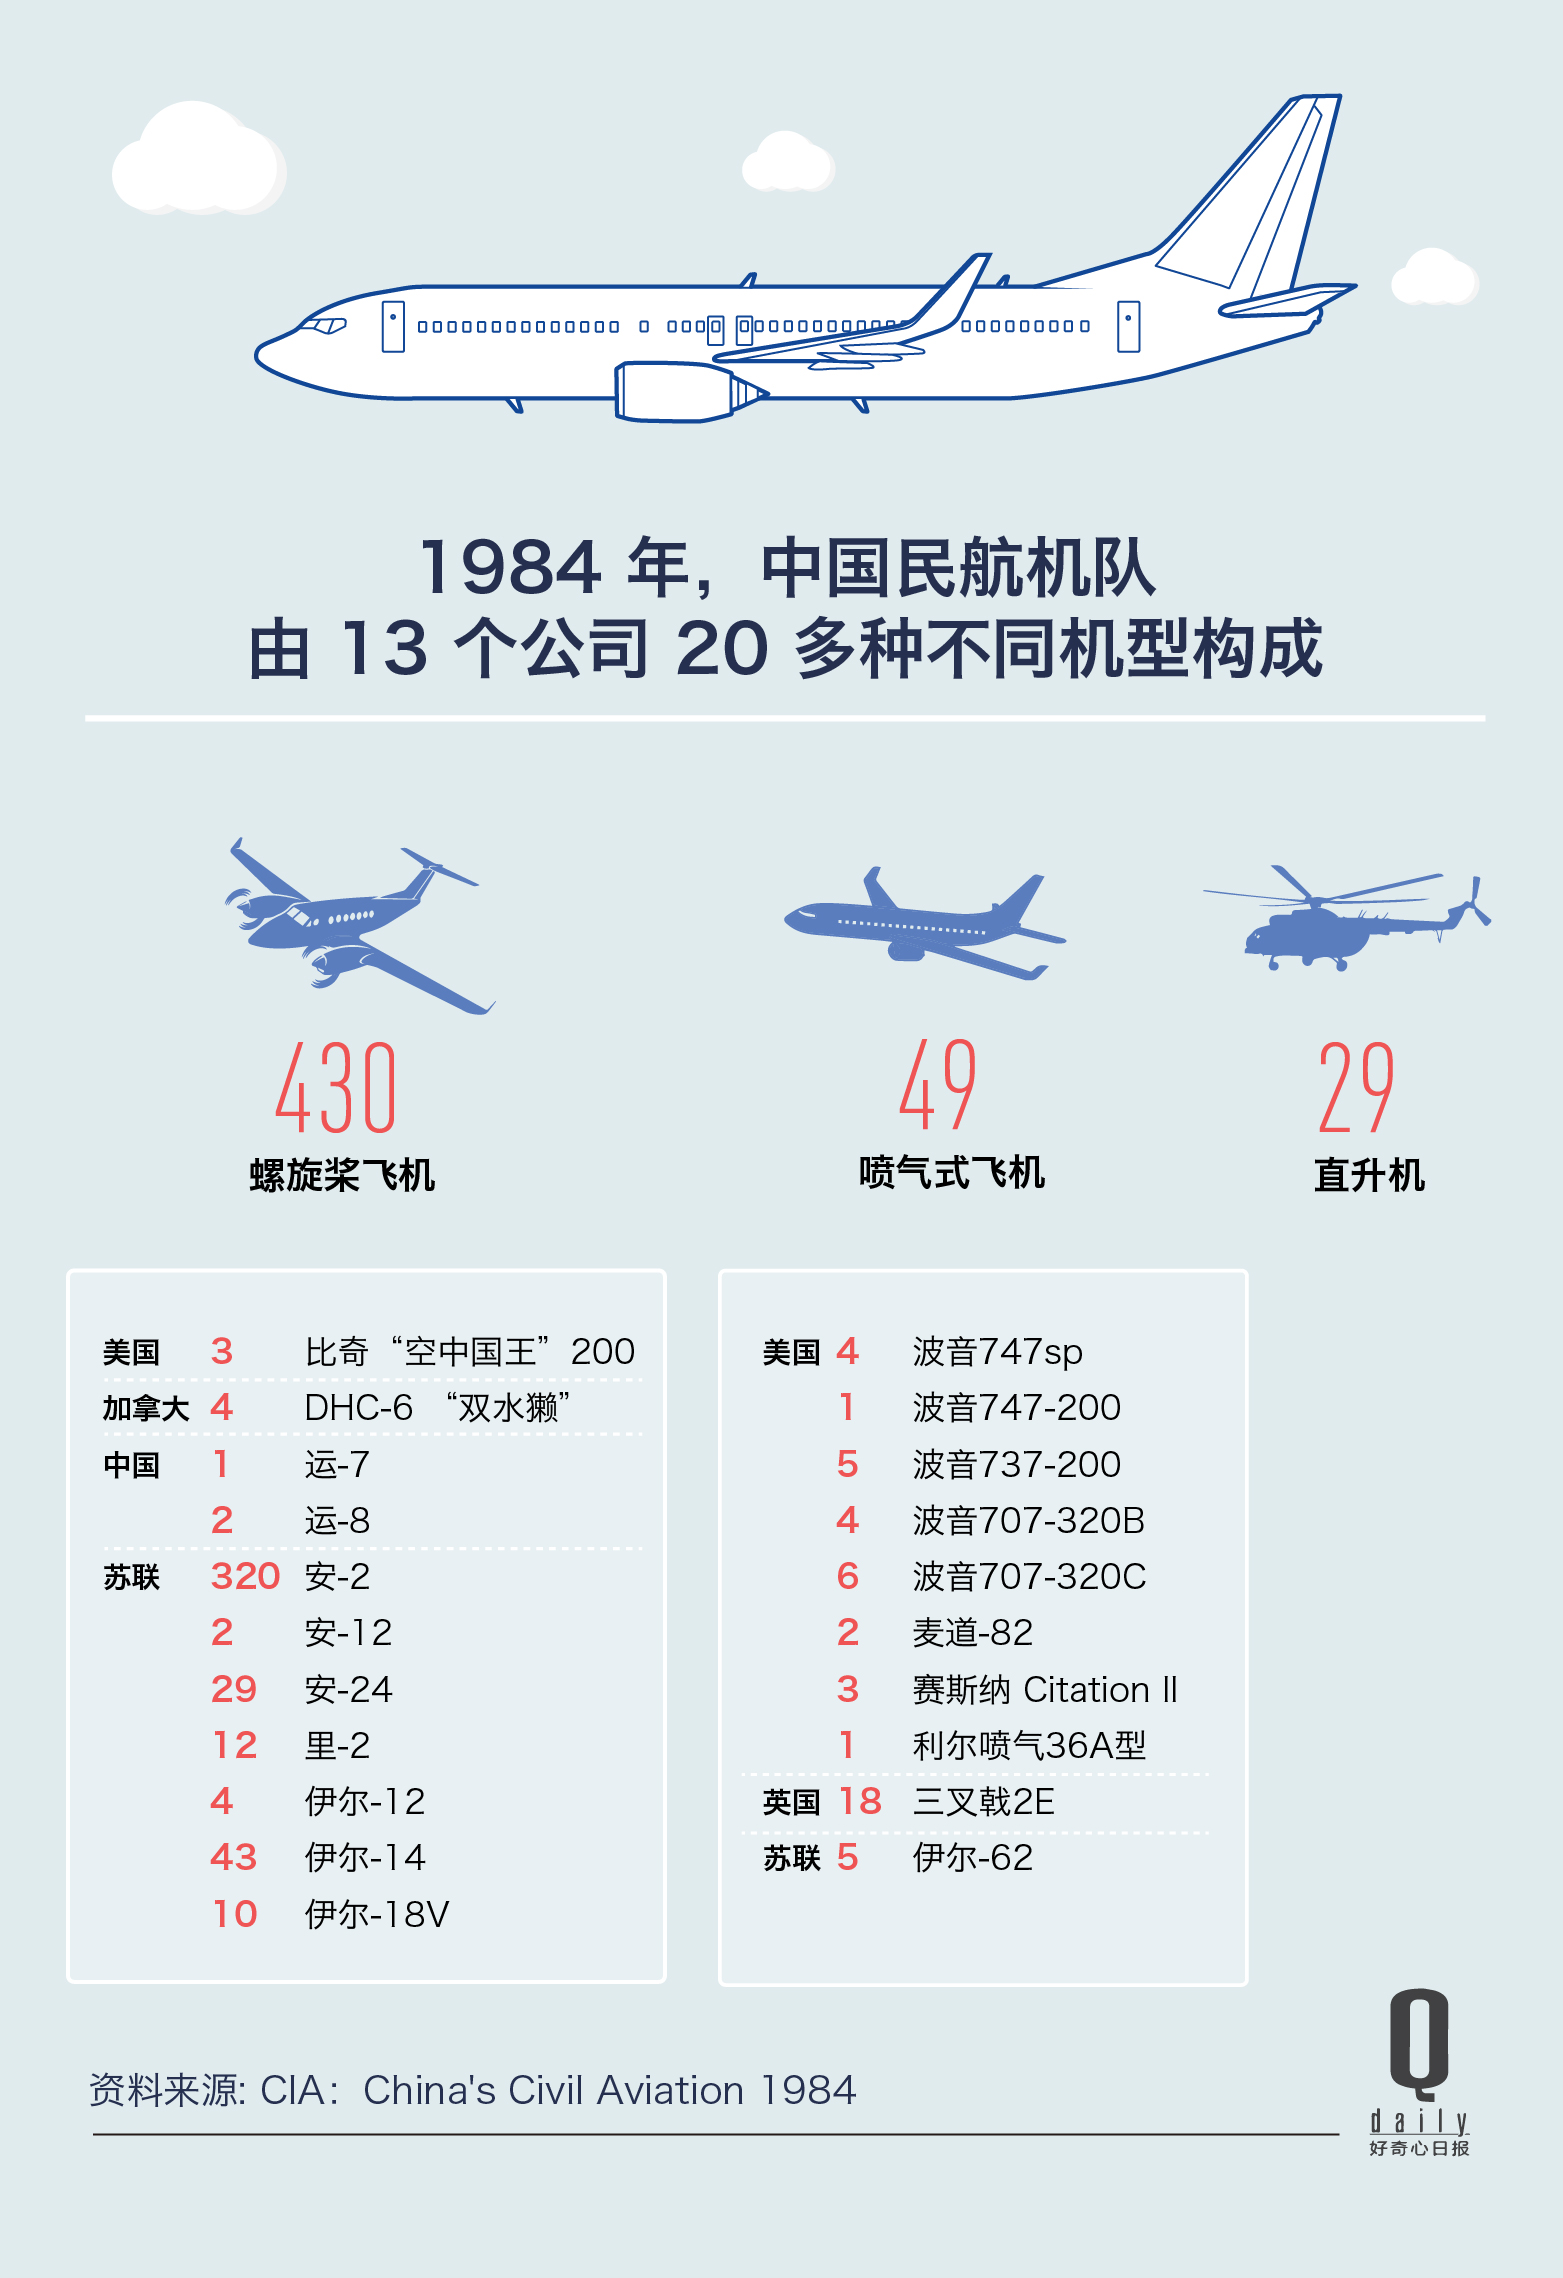 1984 年，中国民航机队
由 13 个公司 20 多种不同机型构成
430
螺旋桨飞机
49
喷气式飞机
29
直升机
美国 3 比奇“空中国王”200
加拿大 4 DHC-6 “双水獭”
中国 1 运-7
2 运-8
苏联 320 安-2
2 安-12
29 安-24
12 里-2
4 伊尔-12
43 伊尔-14
10 伊尔-18V
美国 4 波音747sp
1 波音747-200
5 波音737-200
4 波音707-320B
6 波音707-320C
2 麦道-82
3 赛斯纳 Citation II
1 利尔喷气36A型
英国 18 三叉戟2E
苏联 5 伊尔-62
资料来源: CIA：China's Civil Aviation 1984
Q
daily
好奇心日报